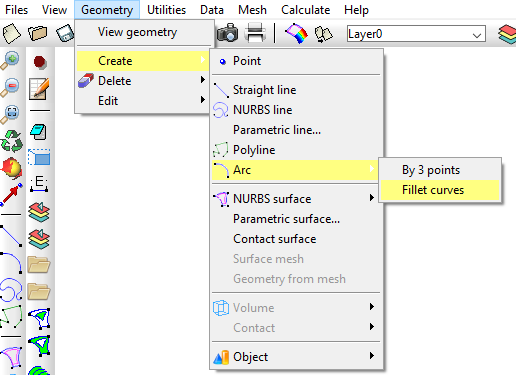 Files View Geometry Utilities Data Mesh Calculate Help
View geometry
Layer0
Create
Delete
Edit
Point
Straight line
NURBS line
Parametric line...
Polyline
Arc
By 3 points
Fillet curves
NURBS surface
Parametric surface...
Contact surface
Surface mesh
Geometry from mesh
Volume
Contact
Object
.E.